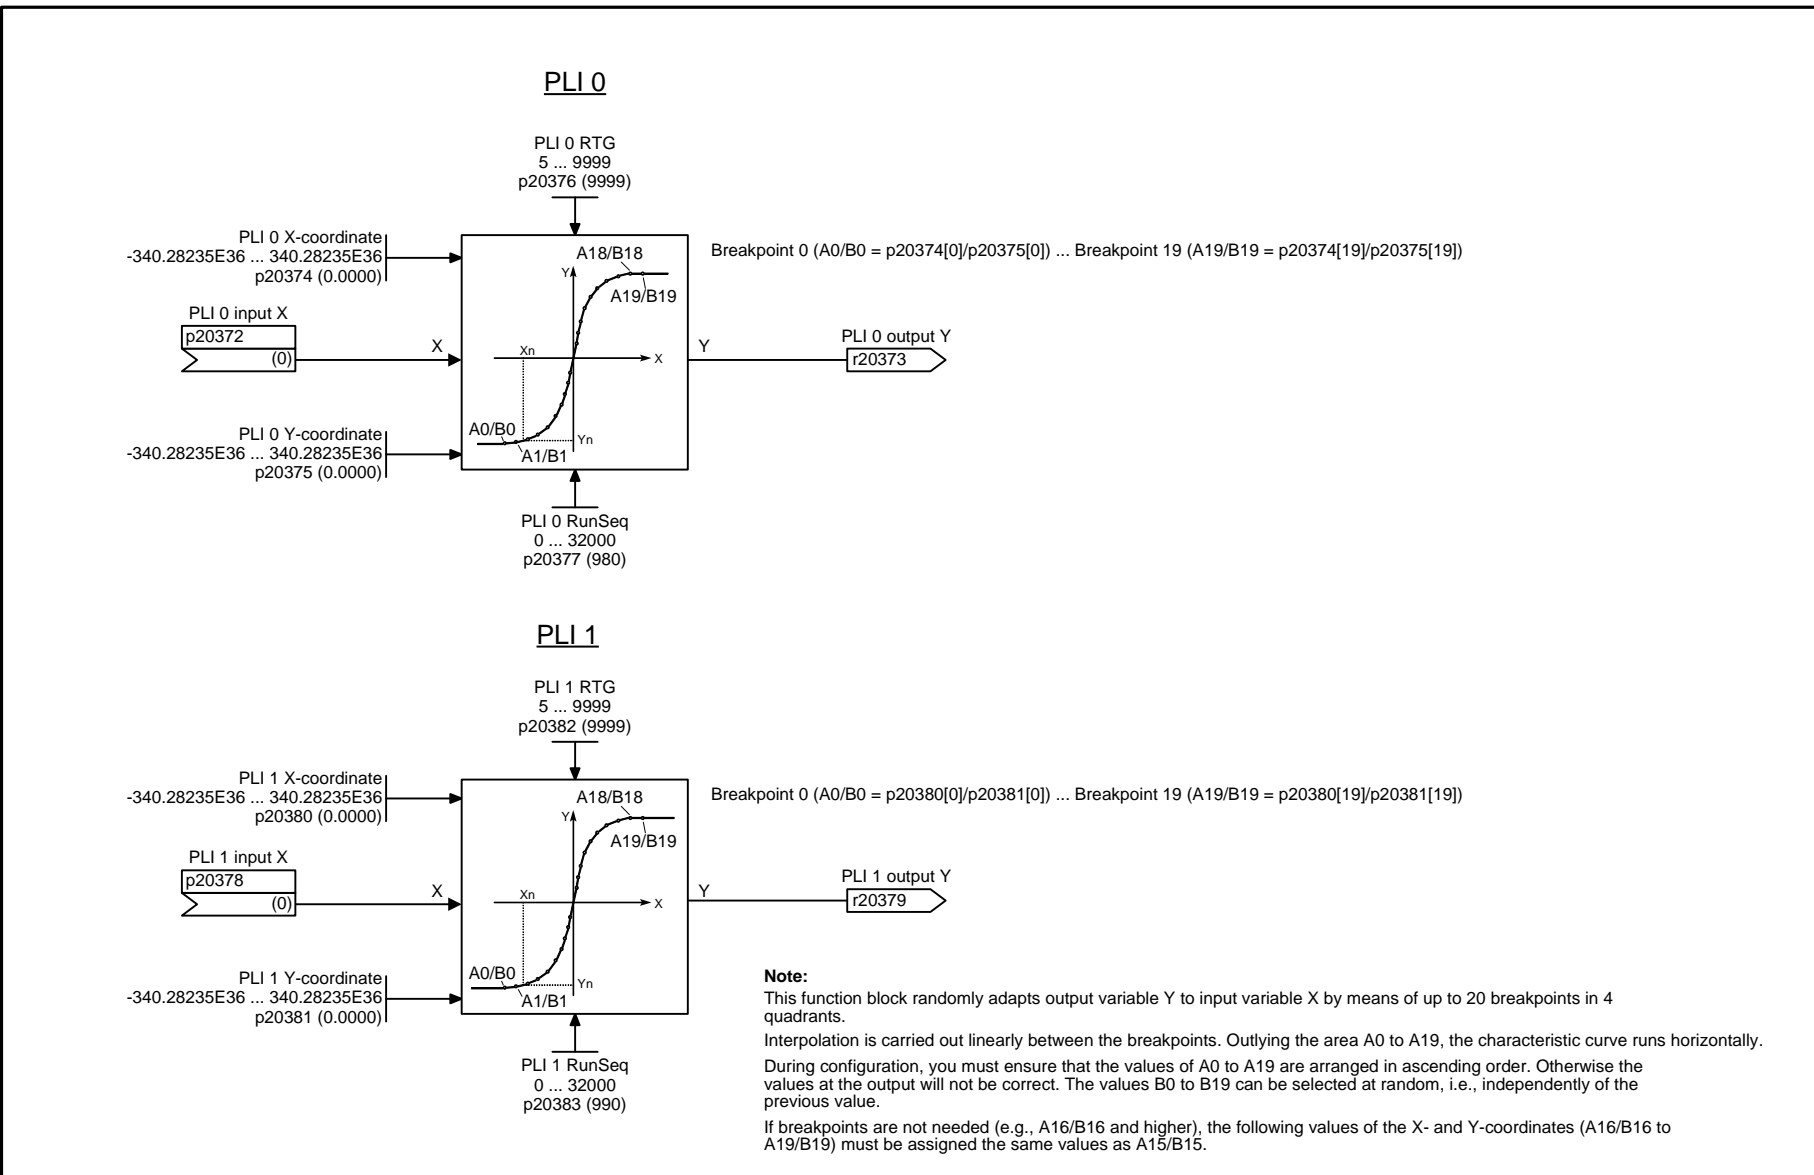 PLI 0
PLI 0 RTG
5 ... 9999
p20376 (9999)
PLI 0 X-coordinate
-340.28235E36 ... 340.28235E36
p20374 (0.0000)
A18/B18
Y
A19/B19
Breakpoint 0 (A0/B0 = p20374[0]/p20375[0]) ... Breakpoint 19 (A19/B19 = p20374[19]/p20375[19])
PLI 0 input X
p20372
(0)
X
Xn
X
Y
PLI 0 output Y
r20373
PLI 0 Y-coordinate
-340.28235E36 ... 340.28235E36
p20375 (0.0000)
A0/B0
Yn
A1/B1
PLI 0 RunSeq
0 ... 32000
p20377 (980)
PLI 1
PLI 1 RTG
5 ... 9999
p20382 (9999)
PLI 1 X-coordinate
-340.28235E36 ... 340.28235E36
p20380 (0.0000)
A18/B18
Y
A19/B19
Breakpoint 0 (A0/B0 = p20380[0]/p20381[0]) ... Breakpoint 19 (A19/B19 = p20380[19]/p20381[19])
PLI 1 input X
p20378
(0)
X
Xn
X
Y
PLI 1 output Y
r20379
PLI 1 Y-coordinate
-340.28235E36 ... 340.28235E36
p20381 (0.0000)
A0/B0
Yn
A1/B1
PLI 1 RunSeq
0 ... 32000
p20383 (990)
Note:
This function block randomly adapts output variable Y to input variable X by means of up to 20 breakpoints in 4
quadrants.
Interpolation is carried out linearly between the breakpoints. Outlying the area A0 to A19, the characteristic curve runs horizontally.
During configuration, you must ensure that the values of A0 to A19 are arranged in ascending order. Otherwise the
values at the output will not be correct. The values B0 to B19 can be selected at random, i.e., independently of the
previous value.
If breakpoints are not needed (e.g., A16/B16 and higher), the following values of the X- and Y-coordinates (A16/B16 to
A19/B19) must be assigned the same values as A15/B15.